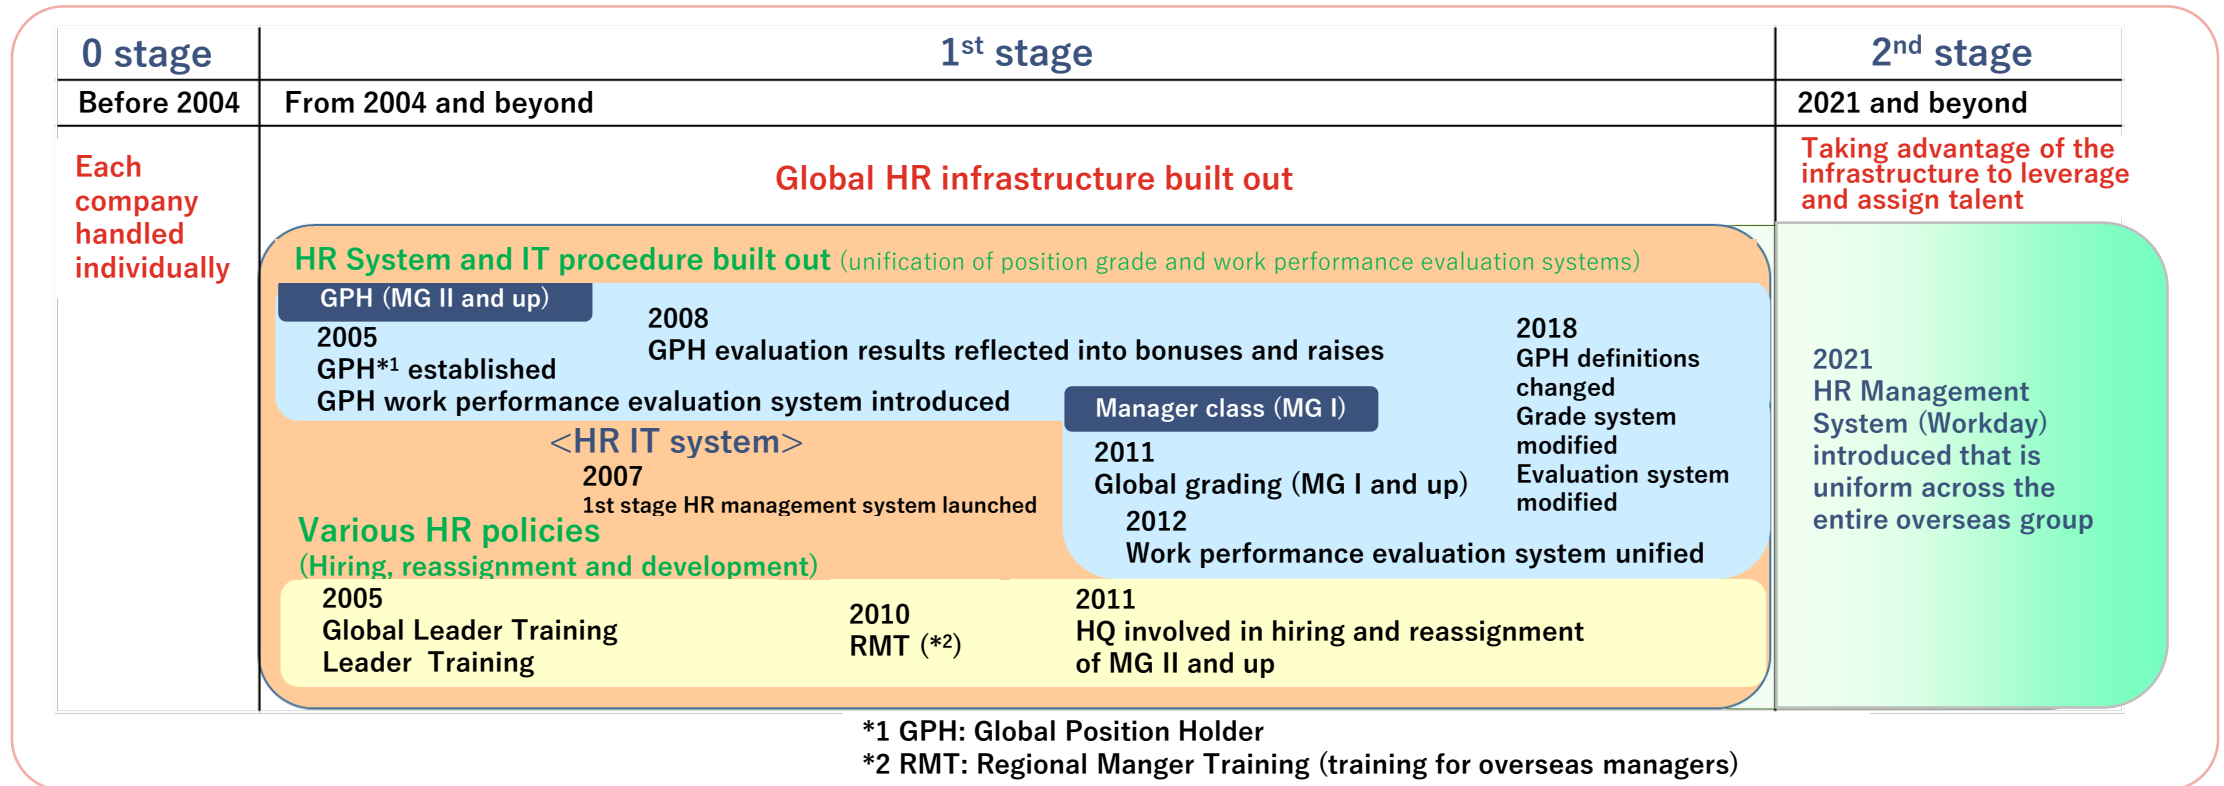 0 stage
1st stage
2nd stage
Before 2004
From 2004 and beyond
2021 and beyond
Each
company
handled
individually
Global HR infrastructure built out
Taking advantage of the
infrastructure to leverage
and assign talent
HR System and IT procedure built out (unification of position grade and work performance evaluation systems)
GPH (MG II and up)
2005
GPH*1 established
GPH work performance evaluation system introduced
2008
GPH evaluation results reflected into bonuses and raises
2018
GPH definitions
changed
Grade system
modified
Evaluation system
modified
Manager class (MG I)
2011
Global grading (MG I and up)
2012
Work performance evaluation system unified
<HR IT system>
2007
1st stage HR management system launched
Various HR policies
(Hiring, reassignment and development)
2005
Global Leader Training
Leader Training
2010
RMT (*2)
2011
HQ involved in hiring and reassignment
of MG II and up
2021
HR Management
System (Workday)
introduced that is
uniform across the
entire overseas group
*1 GPH: Global Position Holder
*2 RMT: Regional Manger Training (training for overseas managers)